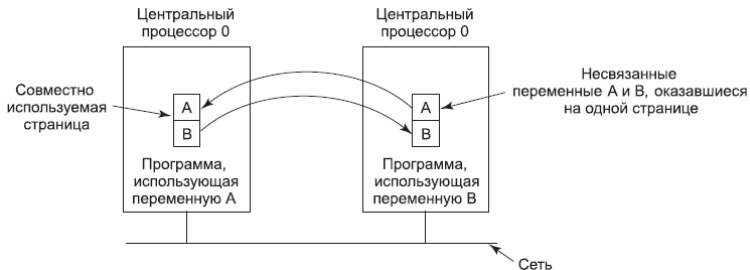 Центральный
процессор 0
Центральный
процессор 0
Совместно
используемая
страница
А
В
А
В
Несвязанные
переменные А и В, оказавшиеся
на одной странице
Программа,
использующая
переменную А
Программа,
использующая
переменную В
Сеть